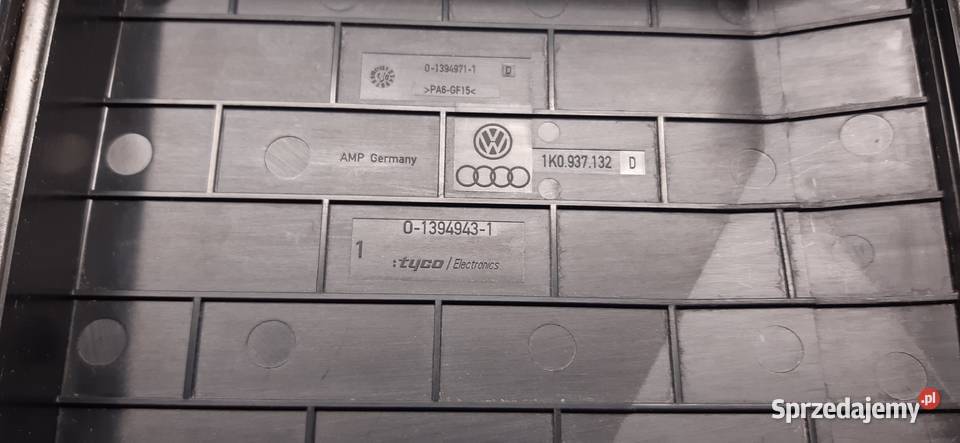 0-1394971-1 D
>PA6-GF15<
AMP Germany
1K0.937.132 D
0-1394943-1
1
:tyco / Electronics
Sprzedajemy.pl